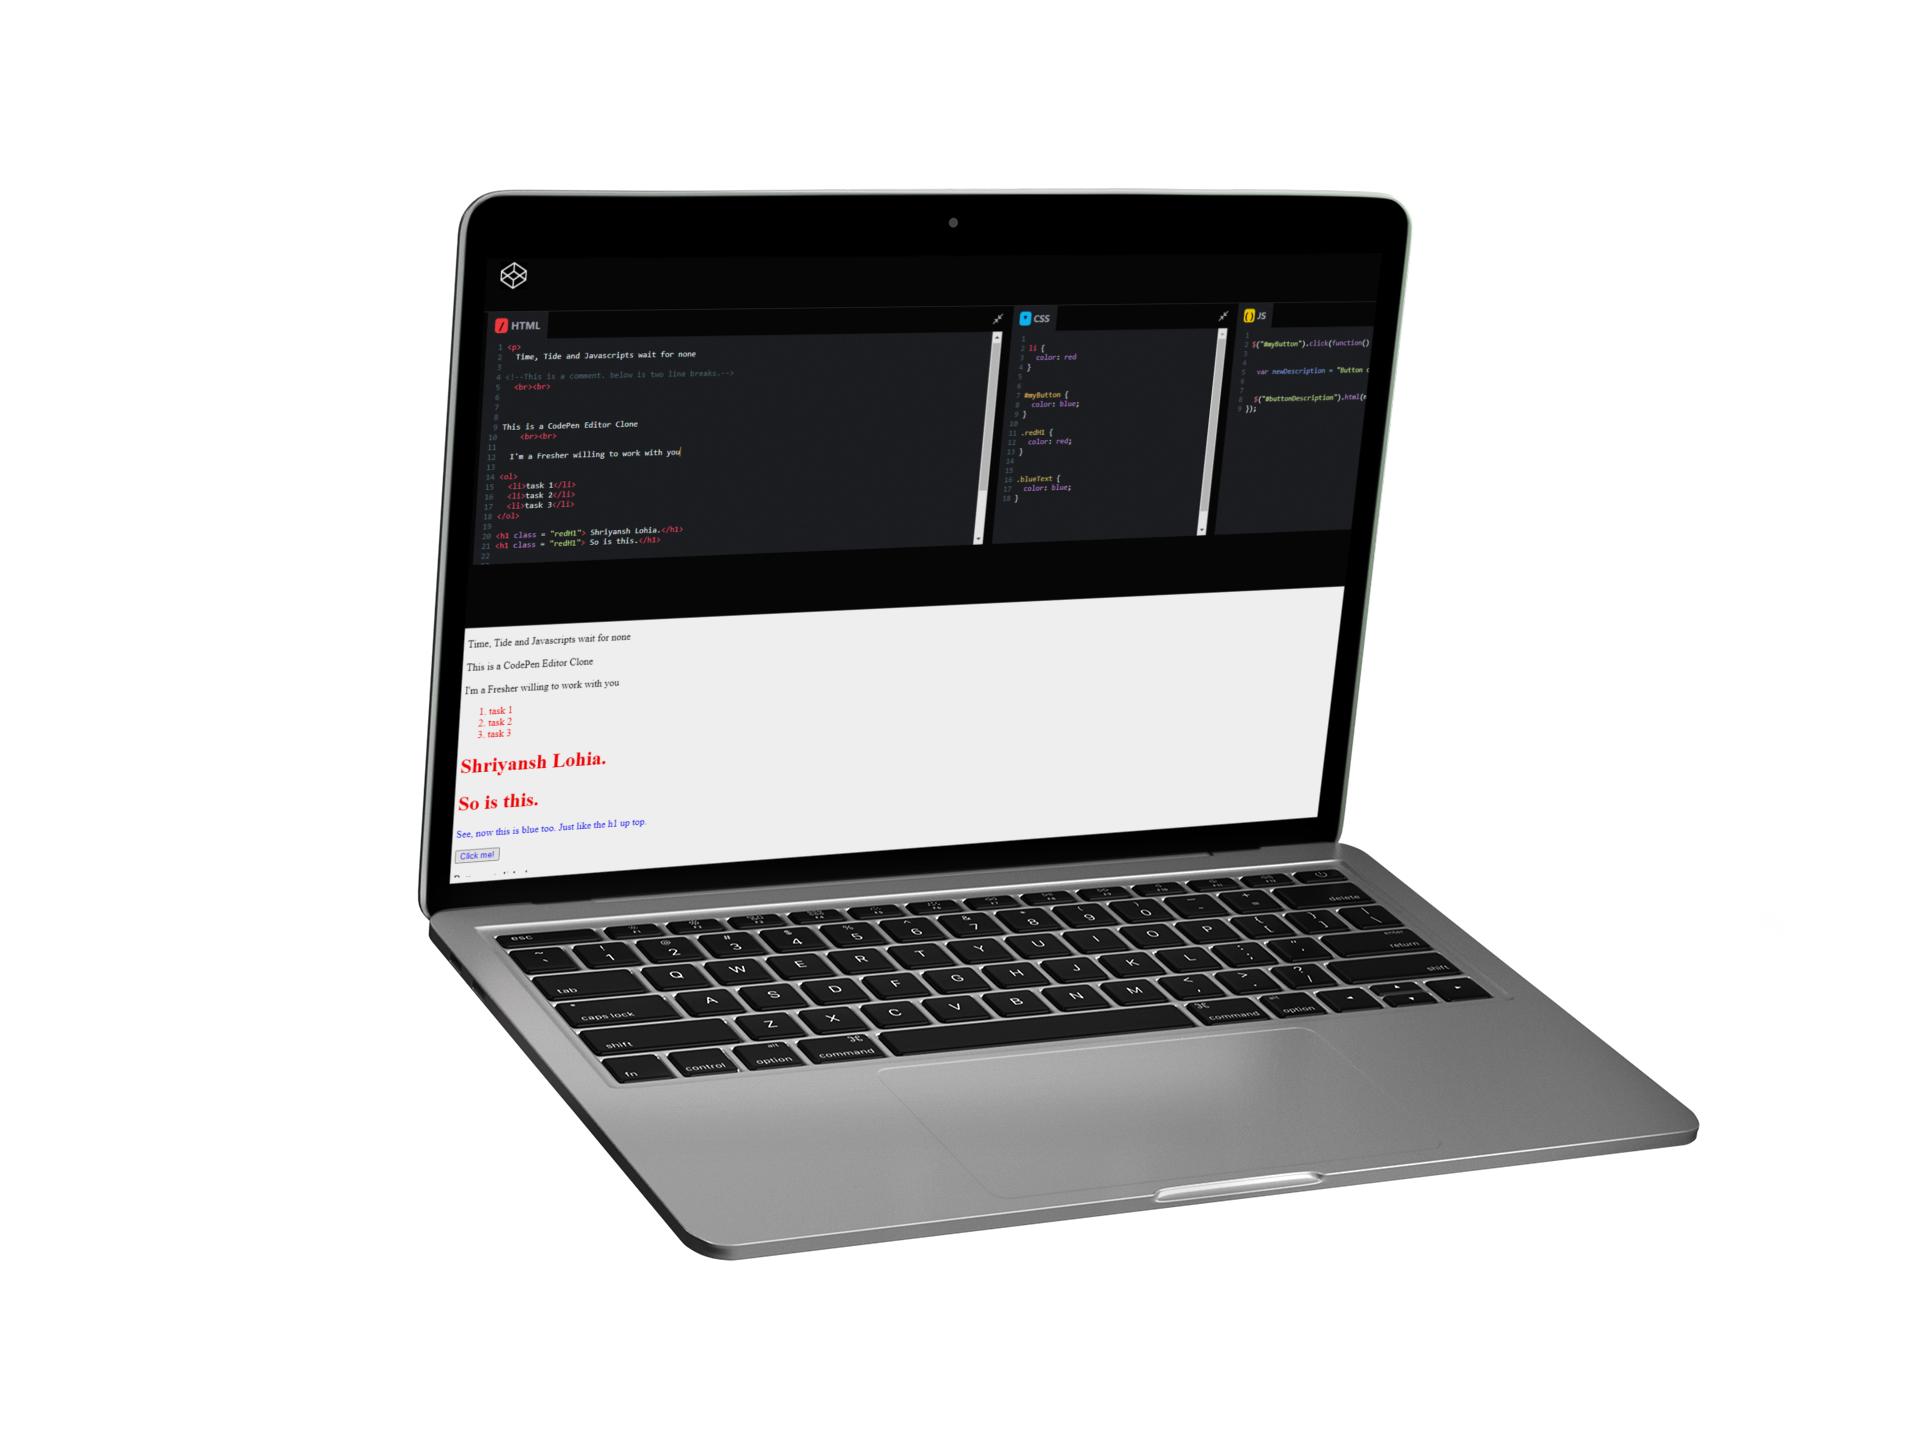 HTML
1 <p>
2 Time, Tide and Javascripts wait for none
3
4 <!--This is a comment. below is two line breaks.-->
5 <br><br>
6
7
8
9 This is a CodePen Editor Clone
10 <br><br>
11
12 I'm a Fresher willing to work with you
13
14 <ol>
15 <li>task 1</li>
16 <li>task 2</li>
17 <li>task 3</li>
18 </ol>
19
20 <h1 class = "redH1"> Shriyansh Lohia.</h1>
21 <h1 class = "redH1"> So is this.</h1>
22
CSS
1
2 li {
3 color: red
4 }
5
6
7 #myButton {
8 color: blue;
9 }
10
11 .redH1 {
12 color: red;
13 }
14
15
16 .blueText {
17 color: blue;
18 }
JS
1
2 $("#myButton").click(function()
3
4
5 var newDescription = "Button
6
7
8 $("#buttonDescription").html(
9 });
Time, Tide and Javascripts wait for none
This is a CodePen Editor Clone
I'm a Fresher willing to work with you
1. task 1
2. task 2
3. task 3
Shriyansh Lohia.
So is this.
See, now this is blue too. Just like the h1 up top.
Click me!
esc
~ ` ! 1 @ 2 # 3 $ 4 % 5 ^ 6 & 7 * 8 ( 9 ) 0 - + = delete
tab Q W E R T Y U I O P { [ } ] | \
caps lock A S D F G H J K L : ; " ' enter return
shift Z X C V B N M < , > . ? / shift
fn control alt option ⌘ command ⌘ command alt option